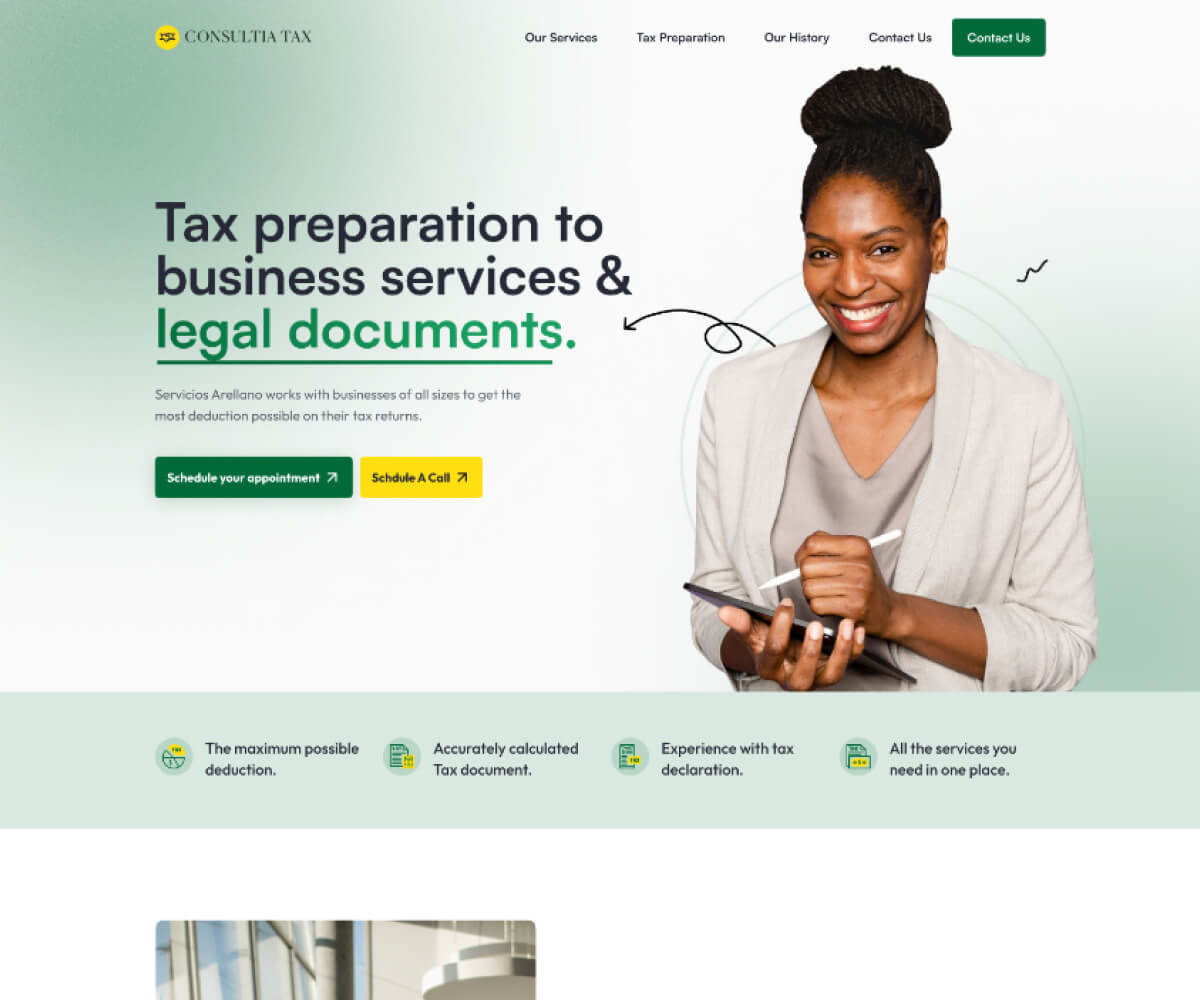 CONSULTIA TAX
Our Services
Tax Preparation
Our History
Contact Us
Contact Us
Tax preparation to
business services &
legal documents.
Servicios Arellano works with businesses of all sizes to get the
most deduction possible on their tax returns.
Schedule your appointment
Schdule A Call
The maximum possible
deduction.
Accurately calculated
Tax document.
Experience with tax
declaration.
All the services you
need in one place.